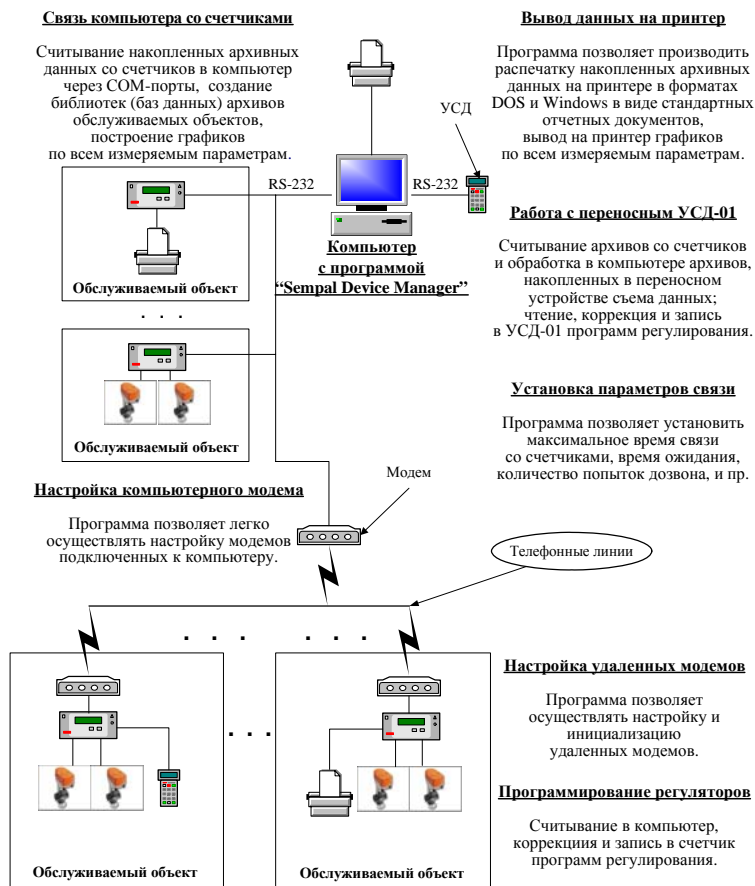 Связь компьютера со счетчиками
Считывание накопленных архивных
данных со счетчиков в компьютер
через COM-порты, создание
библиотек (баз данных) архивов
обслуживаемых объектов,
построение графиков
по всем измеряемым параметрам.
Вывод данных на принтер
Программа позволяет производить
распечатку накопленных архивных
данных на принтере в форматах
DOS и Windows в виде стандартных
отчетных документов,
вывод на принтер графиков
по всем измеряемым параметрам.
УСД
RS-232
RS-232
Компьютер
с программой
“Sempal Device Manager”
Обслуживаемый объект
. . .
Обслуживаемый объект
Работа с переносным УСД-01
Считывание архивов со счетчиков
и обработка в компьютере архивов,
накопленных в переносном
устройстве съема данных;
чтение, коррекция и запись
в УСД-01 программ регулирования.
Установка параметров связи
Программа позволяет установить
максимальное время связи
со счетчиками, время ожидания,
количество попыток дозвона, и пр.
Настройка компьютерного модема
Программа позволяет легко
осуществлять настройку модемов
подключенных к компьютеру.
Модем
Телефонные линии
. . . . . .
. . .
Обслуживаемый объект
Обслуживаемый объект
Настройка удаленных модемов
Программа позволяет
осуществлять настройку и
инициализацию
удаленных модемов.
Программирование регуляторов
Считывание в компьютер,
коррекциия и запись в счетчик
программ регулирования.